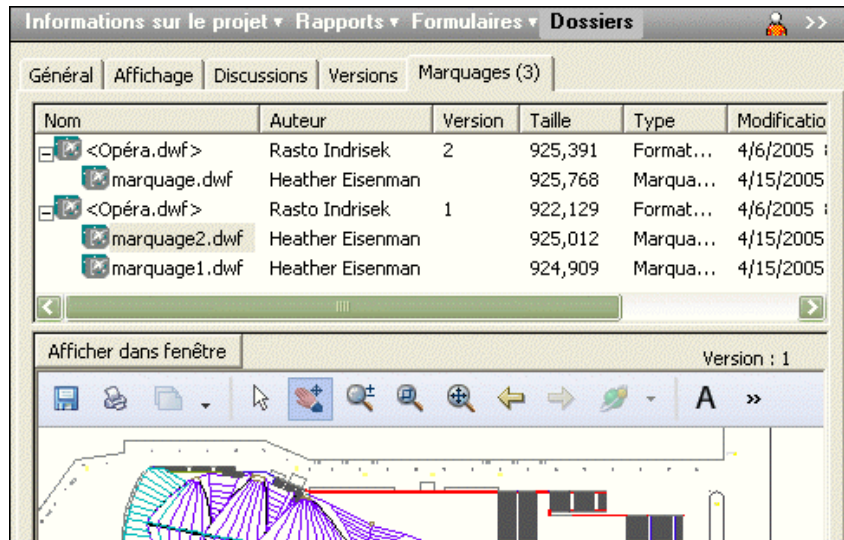 Informations sur le projet Rapports Formulaires Dossiers >>
Général Affichage Discussions Versions Marquages (3)
Nom Auteur Version Taille Type Modificatio
<Opéra.dwf> Rasto Indrisek 2 925,391 Format... 4/6/2005
marquage.dwf Heather Eisenman 925,768 Marqua... 4/15/2005
<Opéra.dwf> Rasto Indrisek 1 922,129 Format... 4/6/2005
marquage2.dwf Heather Eisenman 925,012 Marqua... 4/15/2005
marquage1.dwf Heather Eisenman 924,909 Marqua... 4/15/2005
Afficher dans fenêtre Version : 1
A »